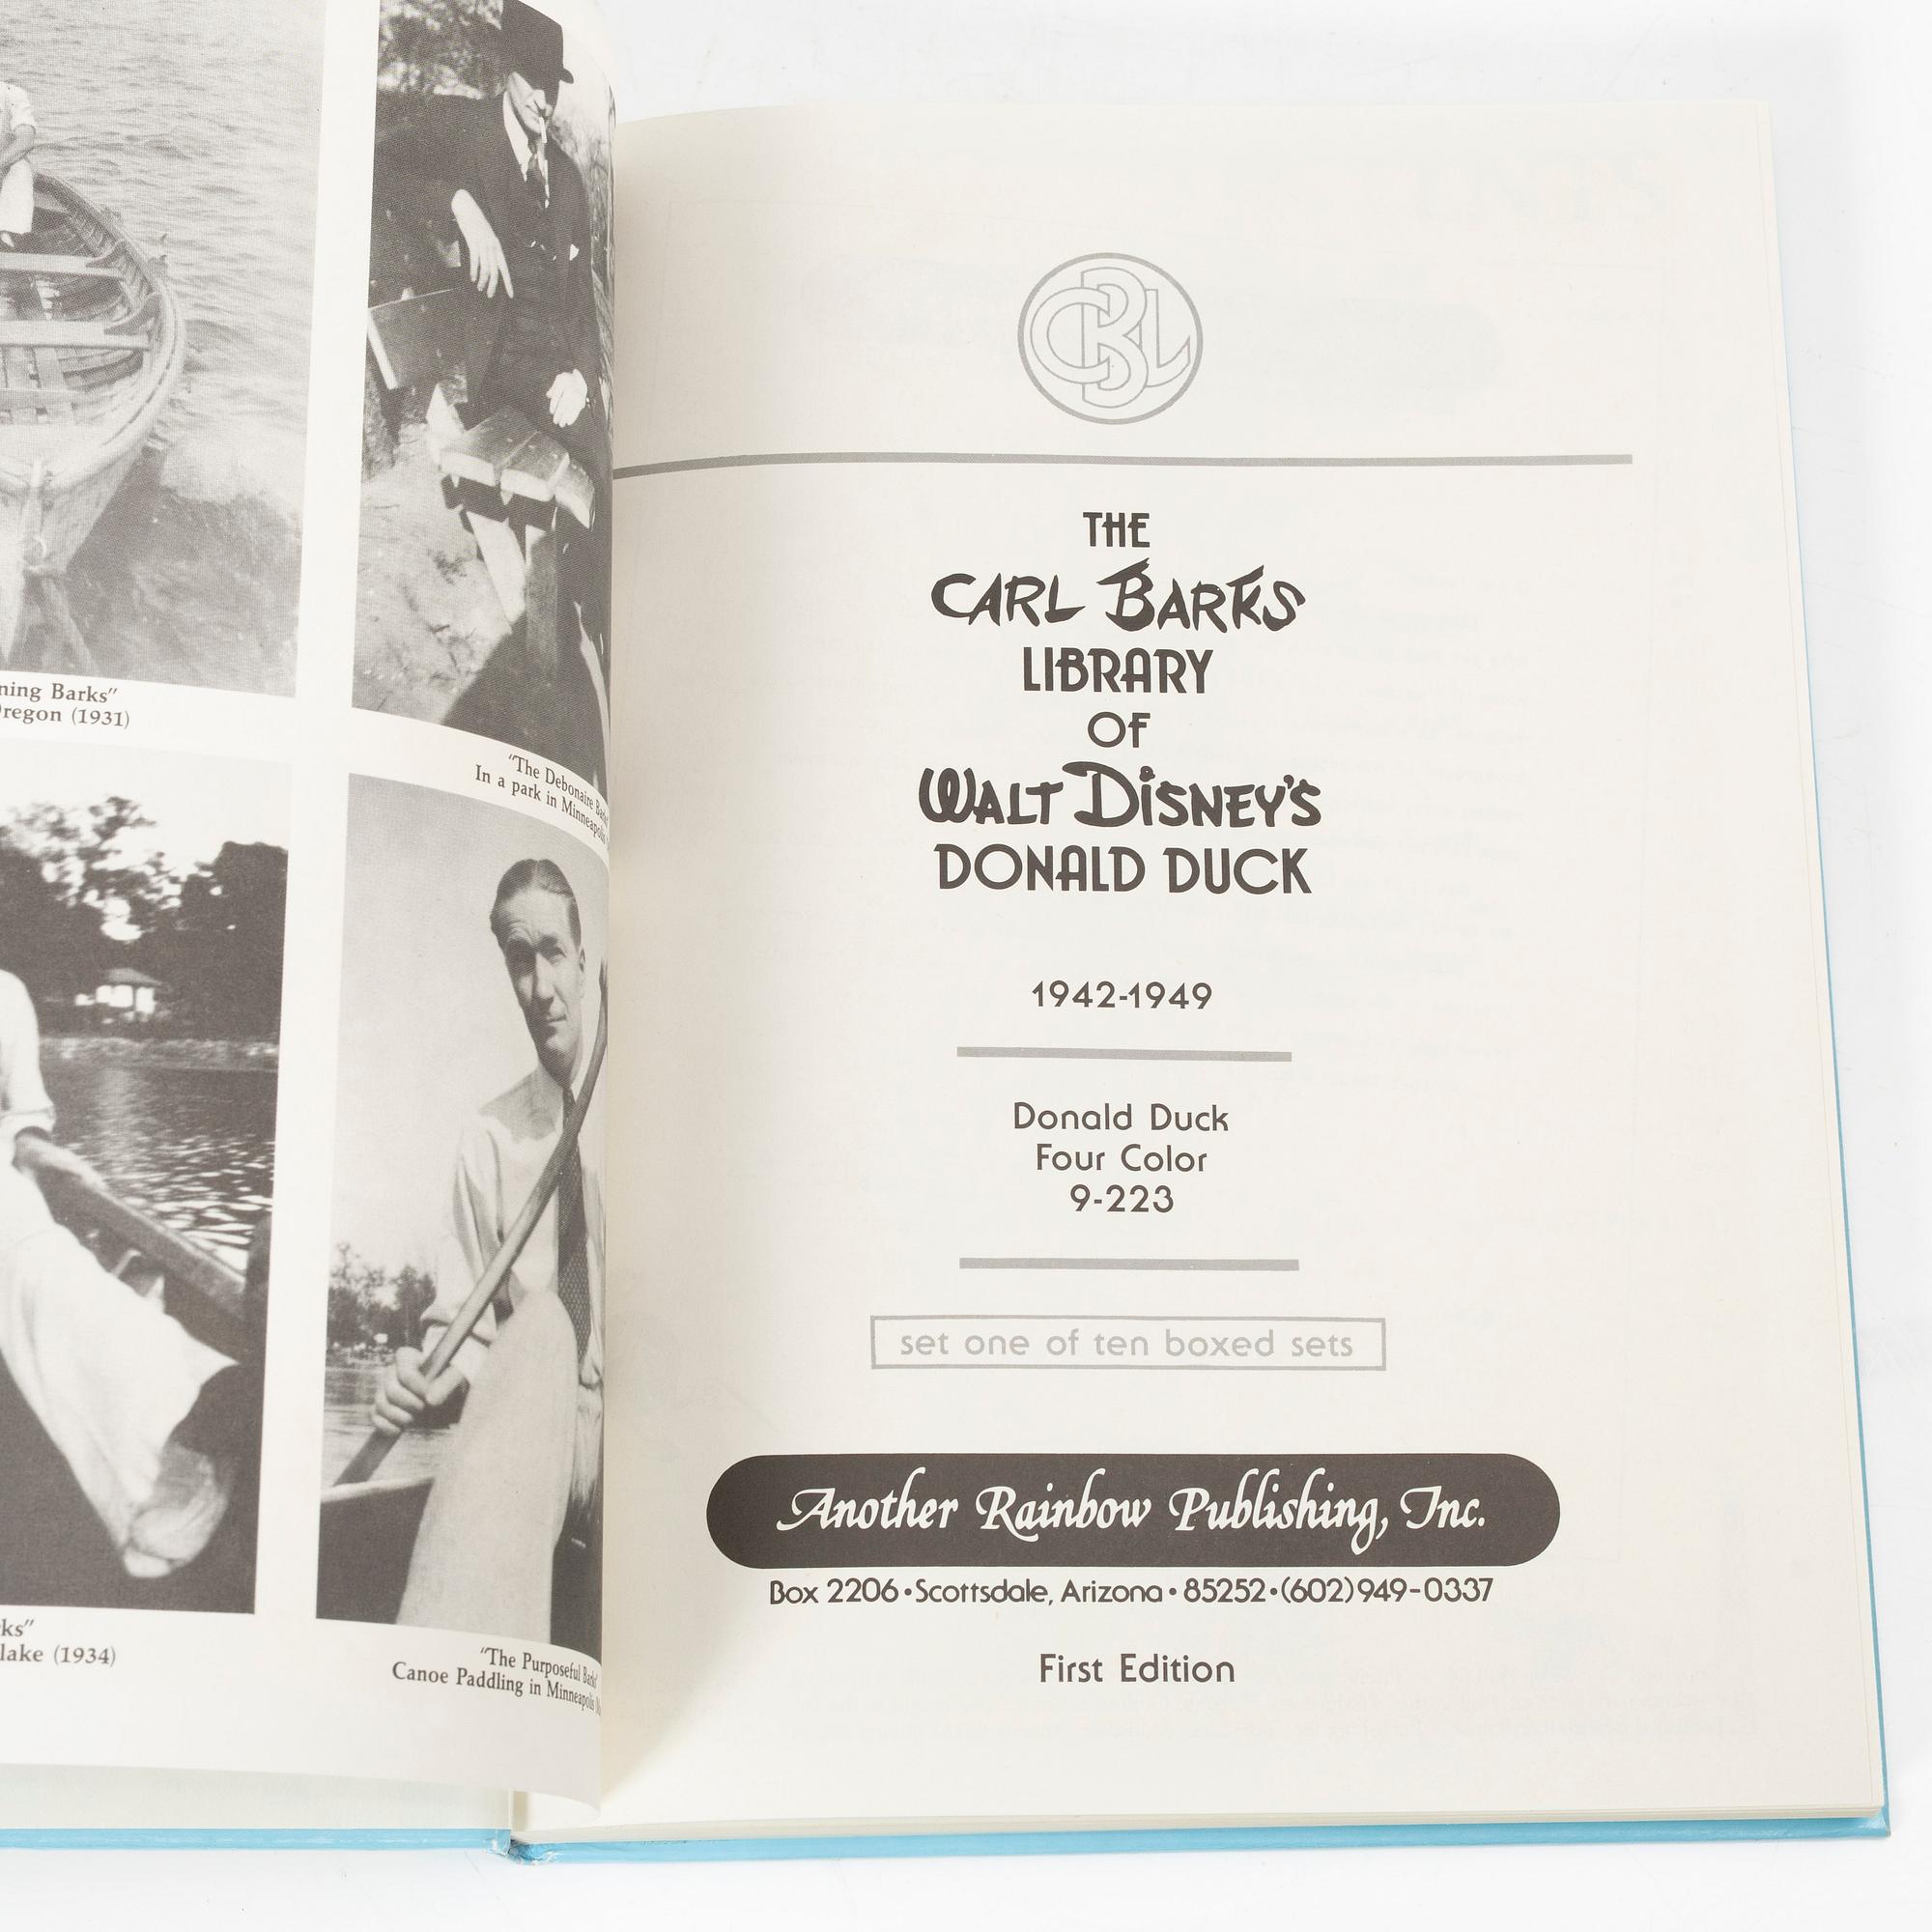 ning Barks"
Oregon (1931)
"The Debonaire Barks"
In a park in Minneapolis
ks"
lake (1934)
"The Purposeful Barks"
Canoe Paddling in Minneapolis
CBL
THE
CARL BARKS
LIBRARY
OF
WALT DISNEY'S
DONALD DUCK
1942-1949
Donald Duck
Four Color
9-223
set one of ten boxed sets
Another Rainbow Publishing, Inc.
Box 2206 • Scottsdale, Arizona • 85252 • (602) 949-0337
First Edition